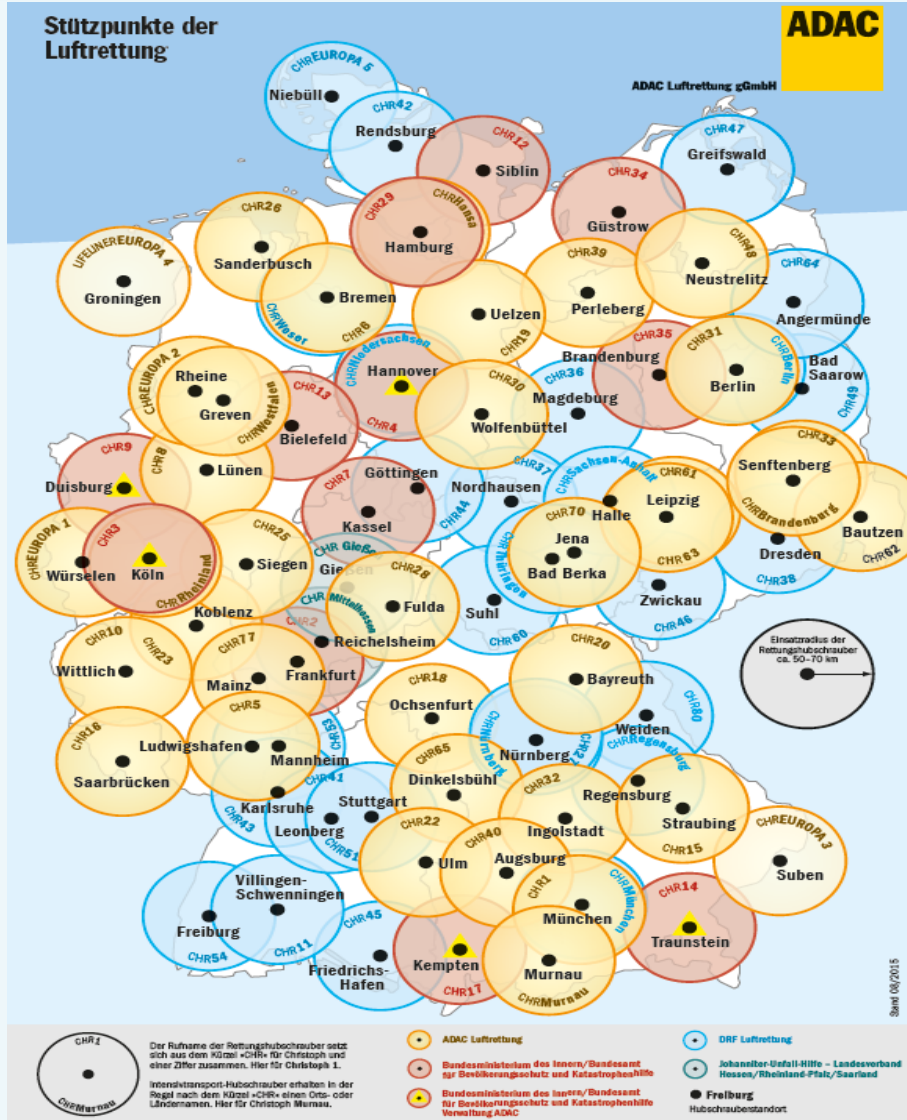 Stützpunkte der
Luftrettung
ADAC
ADAC Luftrettung gGmbH
CHREUROPA 5
Niebüll
CHR42
Rendsburg
CHR12
Siblin
CHR47
Greifswald
CHR34
Güstrow
CHR29
CHRHansa
Hamburg
CHR26
Sanderbusch
LIFELINEREUROPA 4
Groningen
Bremen
CHRWeser
CHR6
Uelzen
CHR19
CHR39
Perleberg
CHR48
Neustrelitz
CHR64
Angermünde
CHREUROPA 2
Rheine
Greven
CHRWestfalen
CHR13
Bielefeld
CHRNiedersachsen
Hannover
CHR4
CHR30
Wolfenbüttel
CHR36
Magdeburg
CHR35
Brandenburg
CHR31
Berlin
CHRBerlin
Bad
Saarow
CHR49
CHR9
Duisburg
CHR8
Lünen
CHR7
Kassel
Göttingen
CHR44
CHR37
Nordhausen
CHRSachsen-Anhalt
Halle
CHR61
Leipzig
CHR63
CHR33
Senftenberg
CHRBrandenburg
Bautzen
CHR62
Dresden
CHR38
CHREUROPA 1
Würselen
CHR3
Köln
CHRRheinland
CHR25
Siegen
CHR Gieße
Gießen
CHR Mittelhessen
Reichelsheim
CHR28
Fulda
CHRThüringen
CHR70
Jena
Bad Berka
Suhl
CHR60
Zwickau
CHR46
Koblenz
CHR23
CHR10
Wittlich
CHR77
Mainz
CHR2
Frankfurt
CHR18
Ochsenfurt
CHR20
Bayreuth
CHR80
Weiden
Einsatzradius der
Rettungshubschrauber
ca. 50–70 km
CHR16
Saarbrücken
CHR5
Ludwigshafen
Mannheim
CHR53
CHR65
Dinkelsbühl
CHRNürnberg
Nürnberg
CHR27
CHRRegensburg
Regensburg
Straubing
CHR15
Karlsruhe
CHR43
CHR41
Leonberg
Stuttgart
CHR51
CHR32
Ingolstadt
CHR22
Ulm
CHR40
Augsburg
CHR1
München
CHRMünchen
CHREUROPA 3
Suben
Villingen-
Schwenningen
CHR11
Freiburg
CHR54
CHR45
Friedrichs-
Hafen
Kempten
CHR17
Murnau
CHRMurnau
CHR14
Traunstein
Stand 08/2015
CHR1
CHRMurnau
Der Rufname der Rettungshubschrauber setzt
sich aus dem Kürzel »CHR« für Christoph und
einer Ziffer zusammen. Hier für Christoph 1.
Intensivtransport-Hubschrauber erhalten in der
Regel nach dem Kürzel »CHR« einen Orts- oder
Ländernamen. Hier für Christoph Murnau.
ADAC Luftrettung
Bundesministerium des Innern/Bundesamt
für Bevölkerungsschutz und Katastrophenhilfe
Bundesministerium des Innern/Bundesamt
für Bevölkerungsschutz und Katastrophenhilfe
Verwaltung ADAC
DRF Luftrettung
Johanniter-Unfall-Hilfe – Landesverband
Hessen/Rheinland-Pfalz/Saarland
Freiburg
Hubschrauberstandort